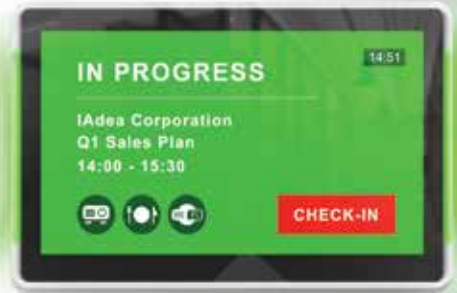 14:51
IN PROGRESS
IAdea Corporation
Q1 Sales Plan
14:00 - 15:30
CHECK-IN